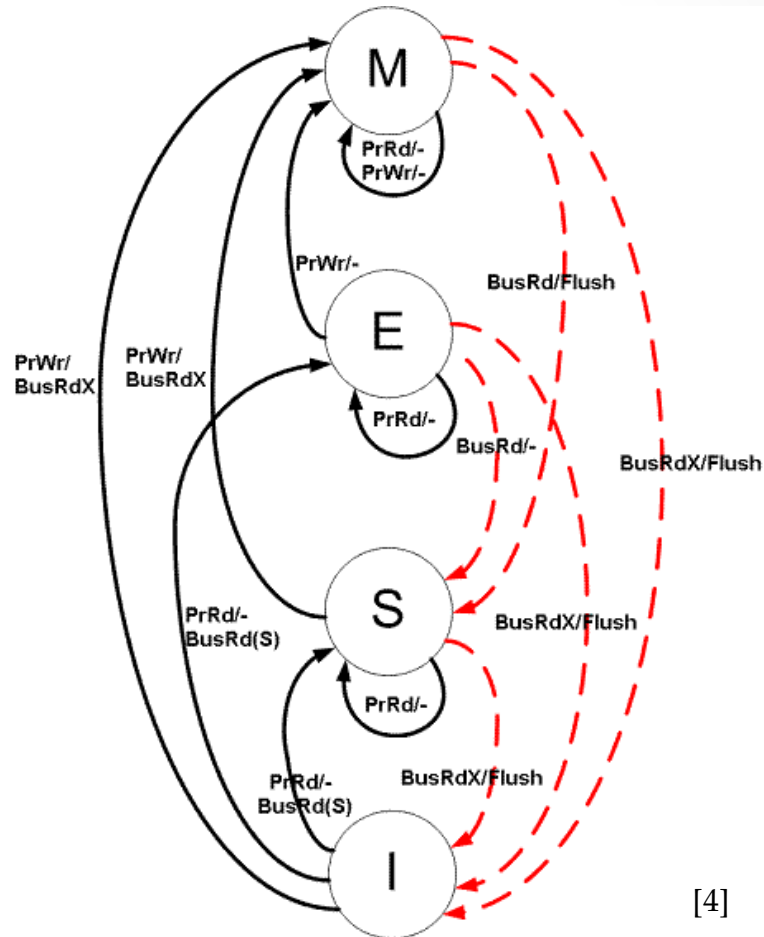 M
PrRd/-
PrWr/-
PrWr/-
BusRd/Flush
E
PrWr/
BusRdX
PrWr/
BusRdX
PrRd/-
BusRd/-
BusRdX/Flush
S
PrRd/-
BusRd(S)
BusRdX/Flush
PrRd/-
PrRd/-
BusRd(S)
BusRdX/Flush
I
[4]